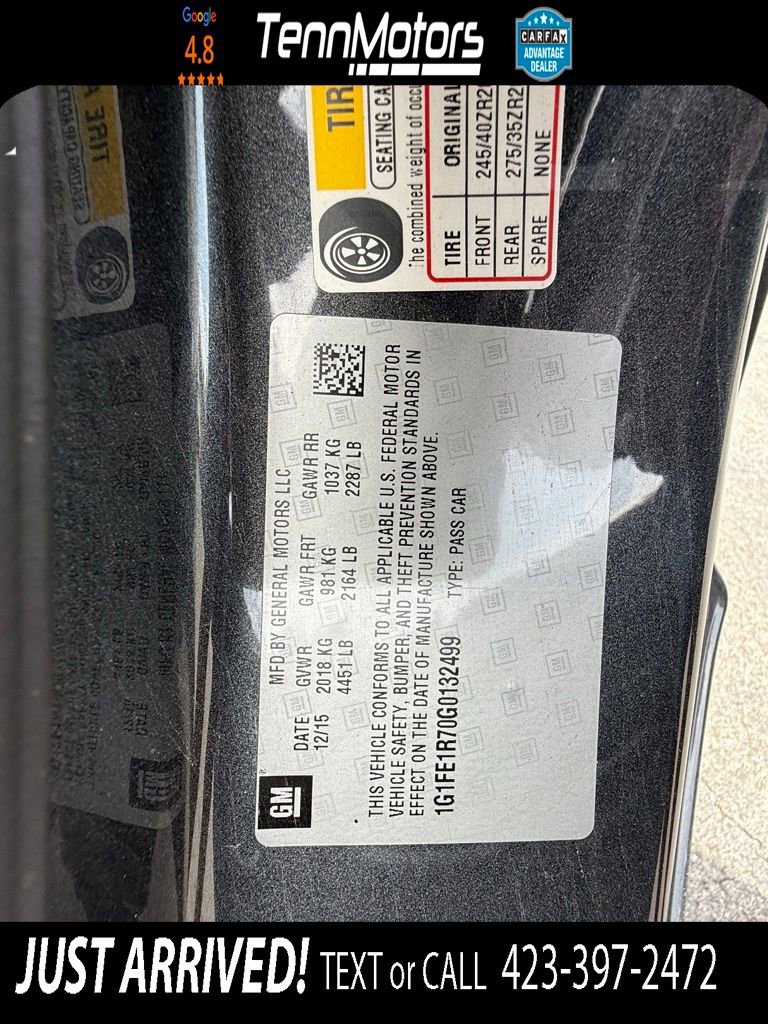 Google
4.8
TennMotors
CARFAX
ADVANTAGE
DEALER
TIR
SEATING CA
The combined weight of occ
TIRE ORIGINAL
FRONT 245/40ZR2
REAR 275/35ZR2
SPARE NONE
GM
MFD BY GENERAL MOTORS LLC
DATE GVWR GAWR FRT GAWR RR
12/15 2018 KG 981 KG 1037 KG
4451 LB 2164 LB 2287 LB
THIS VEHICLE CONFORMS TO ALL APPLICABLE U.S. FEDERAL MOTOR
VEHICLE SAFETY, BUMPER, AND THEFT PREVENTION STANDARDS IN
EFFECT ON THE DATE OF MANUFACTURE SHOWN ABOVE.
1G1FE1R70G0132499 TYPE: PASS CAR
JUST ARRIVED! TEXT or CALL 423-397-2472